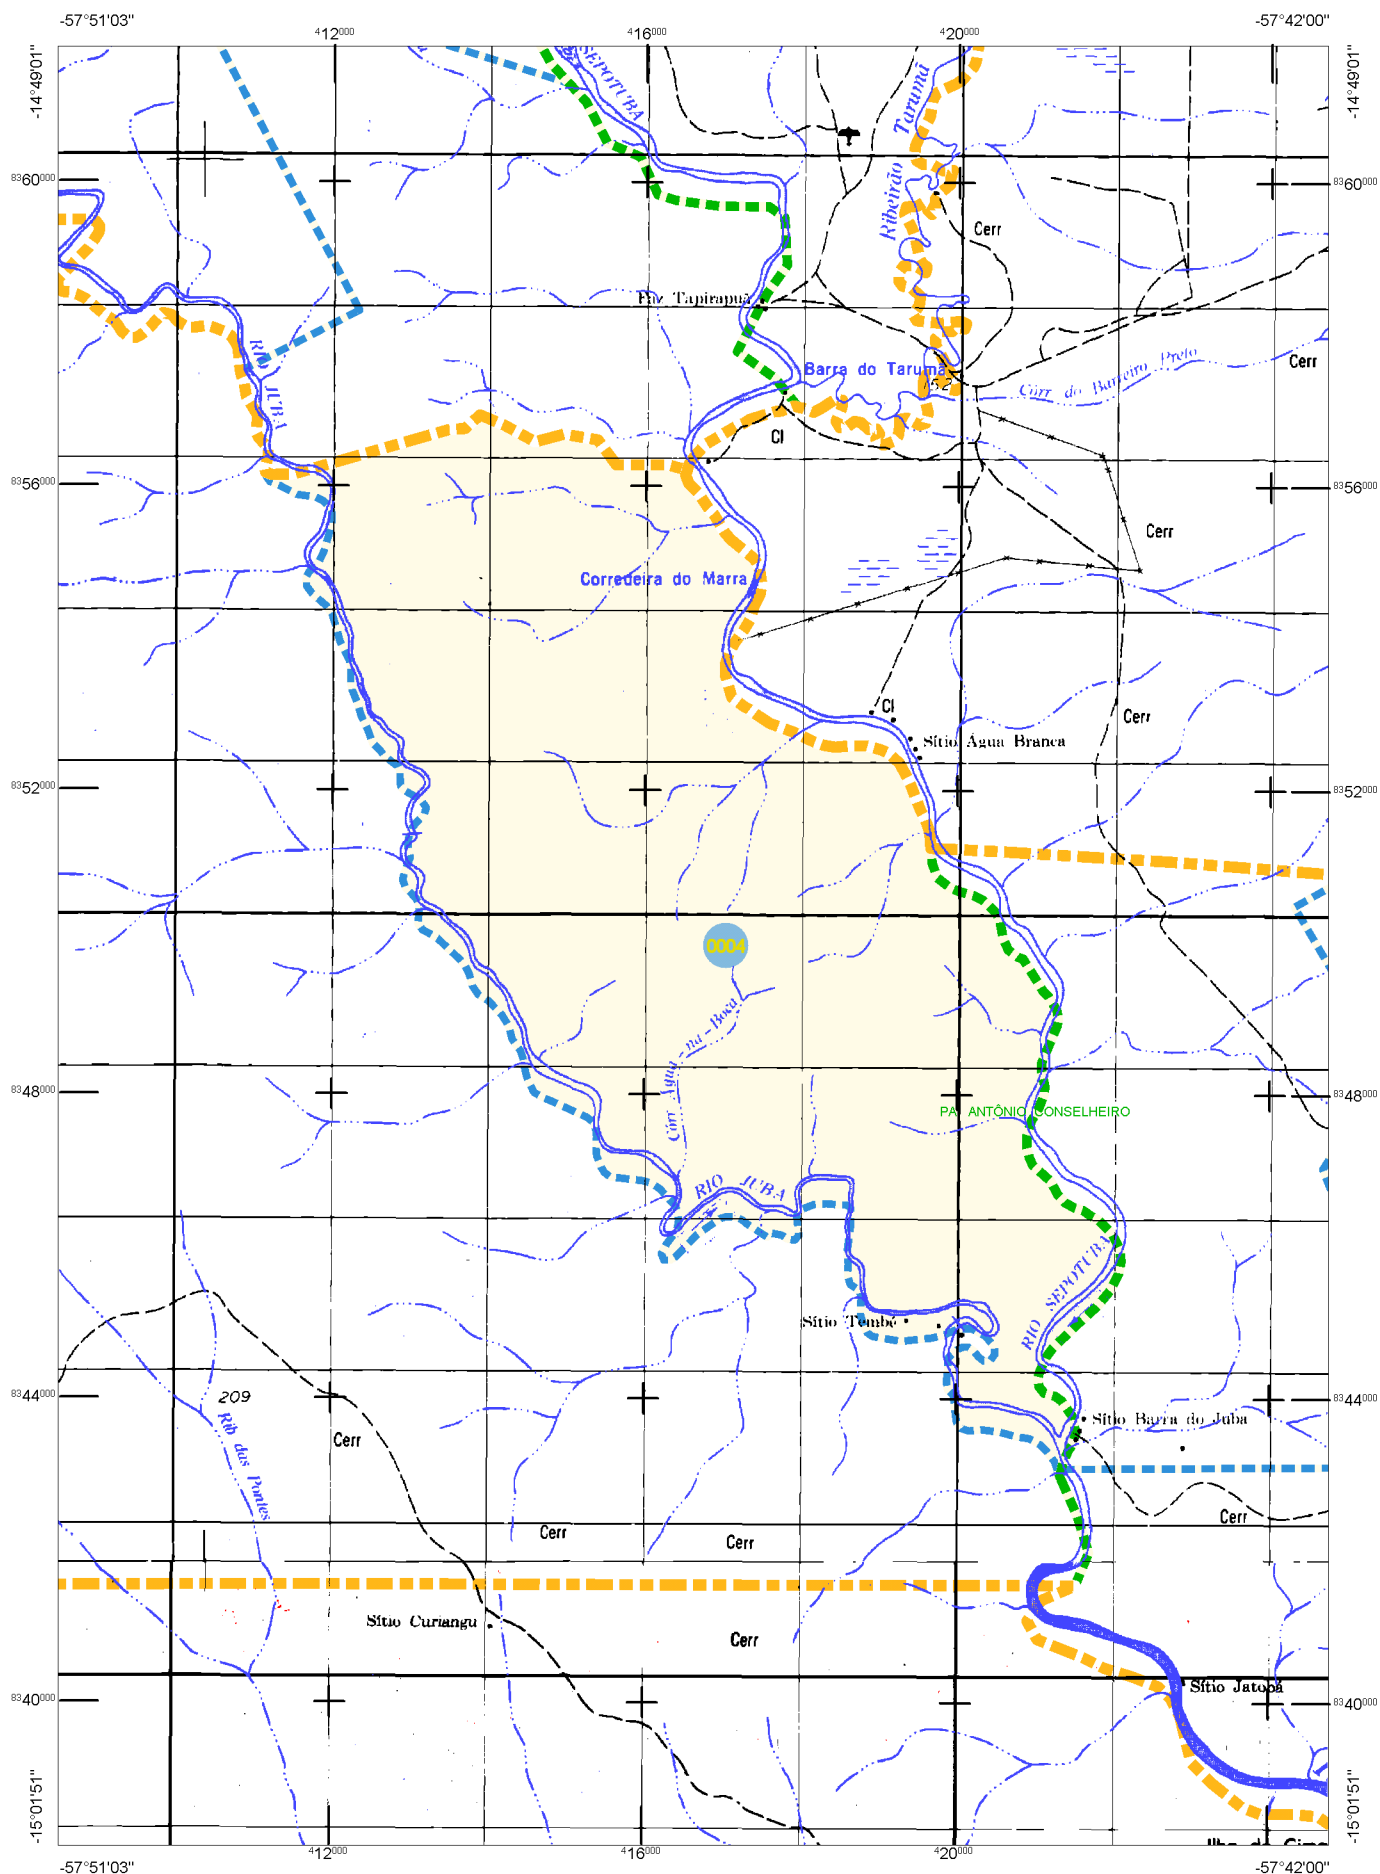 -57°51'03"
-57°42'00"
412000
416000
420000
-14°49'01"
-14°49'01"
SEPOTUBA
Ribeirão Tarumã
8360000
8360000
Cerr
Faz Tapirapuã
RIO JUBA
Barra do Tarumã
152
Córr. do Barreiro Preto
Cerr
Cl
8356000
8356000
Cerr
Corredeira do Marra
Cl
Cerr
Sítio Água Branca
8352000
8352000
0004
Córr Água-na-Boca
8348000
8348000
PA ANTÔNIO CONSELHEIRO
RIO JUBA
RIO SEPOTUBA
Sítio Tembé
8344000
8344000
209
Rib das Pontes
Cerr
Sítio Barra do Juba
Cerr
Cerr
Cerr
Sítio Curiangu
Cerr
Sítio Jatobá
8340000
8340000
-15°01'51"
-15°01'51"
412000
416000
420000
-57°51'03"
-57°42'00"